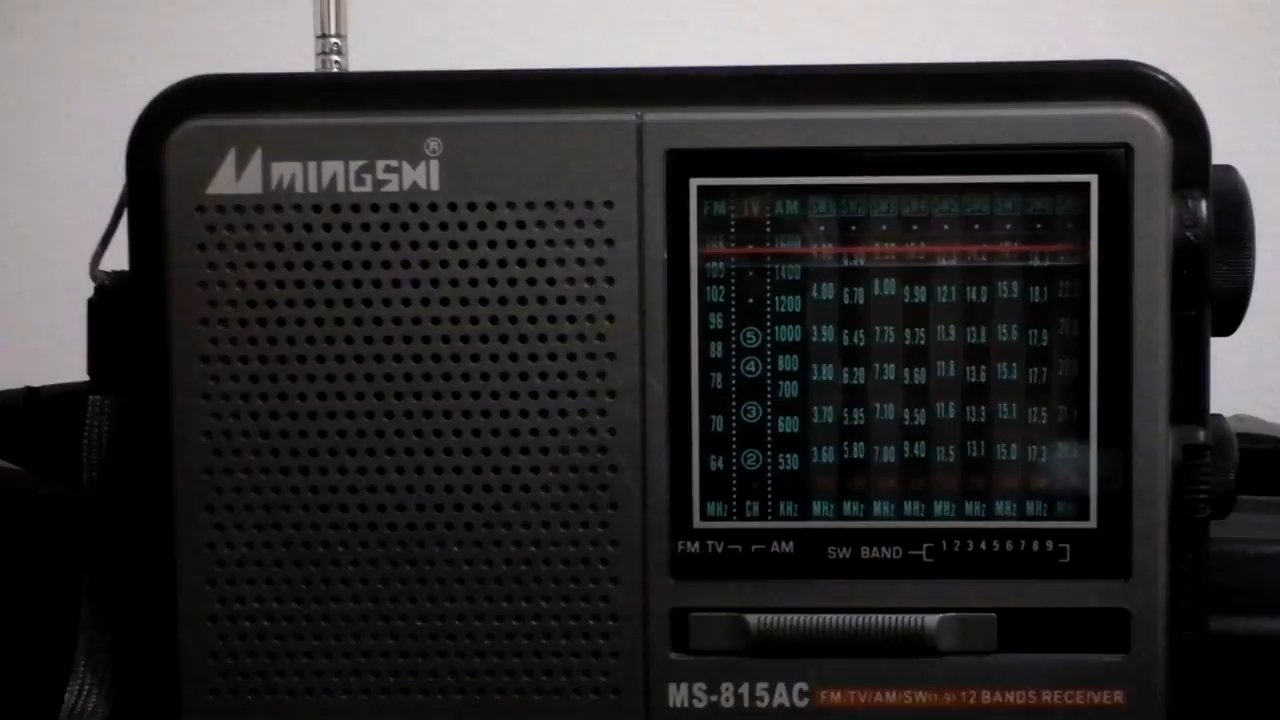 MINGSHI®
FM TV AM SW1 SW2 SW3 SW4 SW5 SW6 SW7 SW8
105 1400
102 1200 4.00 6.70 8.00 9.90 12.1 14.0 15.9 18.1
96 1000 3.90 6.45 7.75 9.75 11.9 13.8 15.6 17.9
88 ⑤
④ 800 3.80 6.20 7.30 9.60 11.8 13.6 15.3 17.7
78 700
70 ③ 600 3.70 5.95 7.10 9.50 11.6 13.3 15.1 17.5
64 ② 530 3.60 5.80 7.00 9.40 11.5 13.1 15.0 17.3
MHz CH KHz MHz MHz MHz MHz MHz MHz MHz MHz
FM TV AM SW BAND 1 2 3 4 5 6 7 8 9
MS-815AC FM/TV/AM/SW(1-9) 12 BANDS RECEIVER